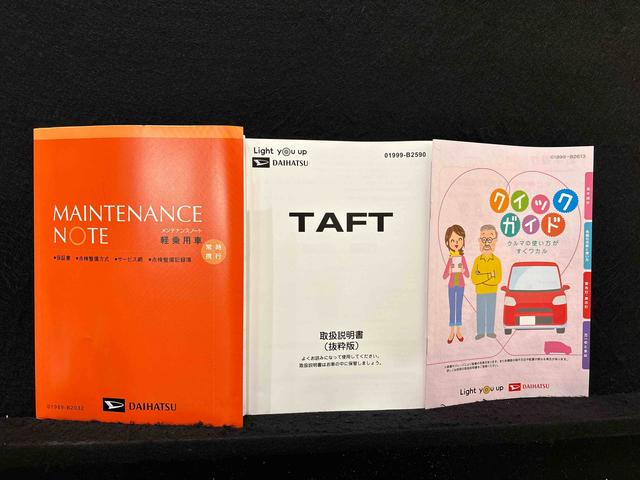 MAINTENANCE
NOTE
メンテナンスノート
軽乗用車
常時
携行
•保証書 •点検整備方式 •サービス網 •点検整備記録簿
01999-B2032
DAIHATSU
Light you up
DAIHATSU
01999-B2590
TAFT
取扱説明書
(抜粋版)
よくお読みになって使用してください。
取扱説明書はお車の中に保管しましょう。
01999-B2613
クイック
ガイド
クルマの使い方が
すぐワカル
Light you up
DAIHATSU